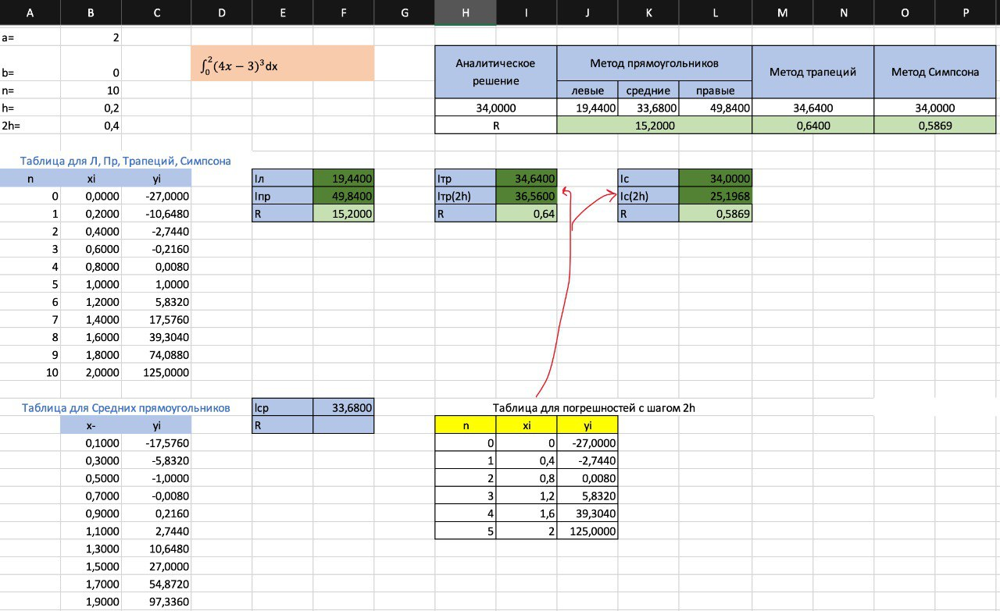 A B C D E F G H I J K L M N O P
a= 2
b= 0
∫₀²(4x − 3)³dx
n= 10
h= 0,2
2h= 0,4
Аналитическое решение Метод прямоугольников Метод трапеций Метод Симпсона
левые средние правые
34,0000 19,4400 33,6800 49,8400 34,6400 34,0000
R 15,2000 0,6400 0,5869
Таблица для Л, Пр, Трапеций, Симпсона
n xi yi
0 0,0000 -27,0000
1 0,2000 -10,6480
2 0,4000 -2,7440
3 0,6000 -0,2160
4 0,8000 0,0080
5 1,0000 1,0000
6 1,2000 5,8320
7 1,4000 17,5760
8 1,6000 39,3040
9 1,8000 74,0880
10 2,0000 125,0000
Iл 19,4400
Iпр 49,8400
R 15,2000
Iтр 34,6400
Iтр(2h) 36,5600
R 0,64
Ic 34,0000
Ic(2h) 25,1968
R 0,5869
Таблица для Средних прямоугольников
x- yi
0,1000 -17,5760
0,3000 -5,8320
0,5000 -1,0000
0,7000 -0,0080
0,9000 0,2160
1,1000 2,7440
1,3000 10,6480
1,5000 27,0000
1,7000 54,8720
1,9000 97,3360
Iср 33,6800
R
Таблица для погрешностей с шагом 2h
n xi yi
0 0 -27,0000
1 0,4 -2,7440
2 0,8 0,0080
3 1,2 5,8320
4 1,6 39,3040
5 2 125,0000